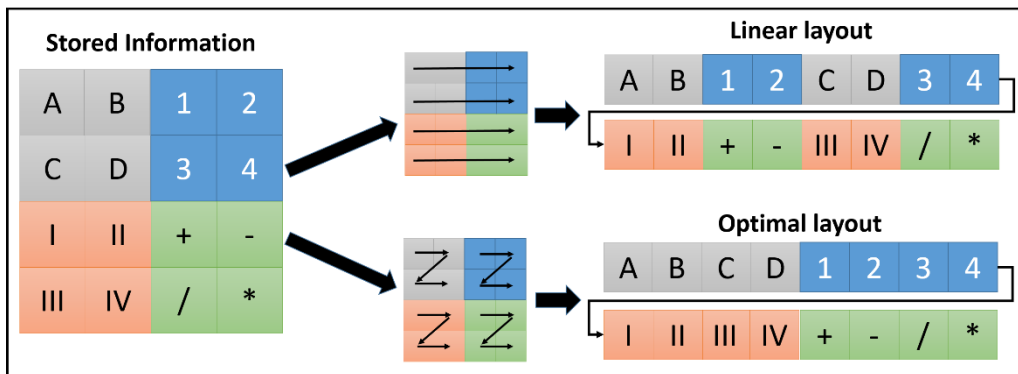 Stored Information
A B 1 2
C D 3 4
I II + -
III IV / *
Linear layout
A B 1 2 C D 3 4
I II + - III IV / *
Optimal layout
A B C D 1 2 3 4
I II III IV + - / *